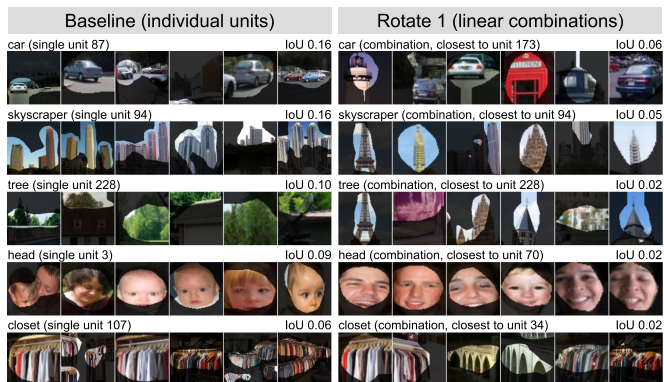 Baseline (individual units)
Rotate 1 (linear combinations)
car (single unit 87) IoU 0.16
car (combination, closest to unit 173) IoU 0.06
TELEPHONE
skyscraper (single unit 94) IoU 0.16
skyscraper (combination, closest to unit 94) IoU 0.05
tree (single unit 228) IoU 0.10
tree (combination, closest to unit 228) IoU 0.02
head (single unit 3) IoU 0.09
head (combination, closest to unit 70) IoU 0.02
closet (single unit 107) IoU 0.06
closet (combination, closest to unit 34) IoU 0.02